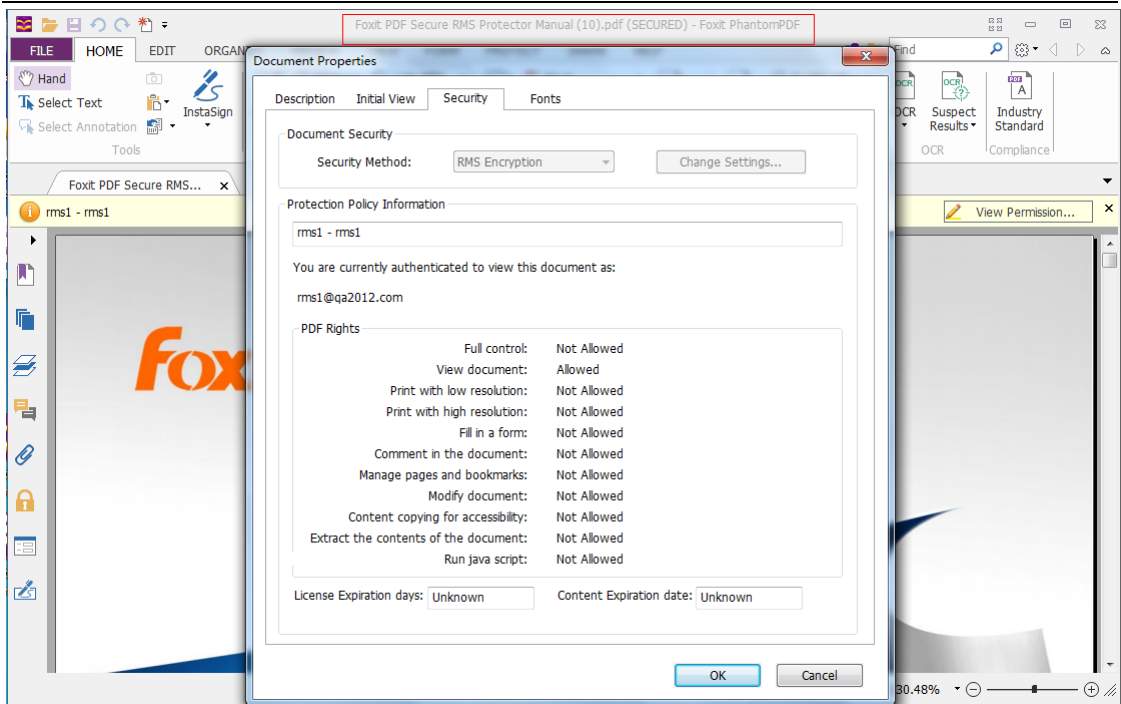 Foxit PDF Secure RMS Protector Manual (10).pdf (SECURED) - Foxit PhantomPDF
FILE HOME EDIT ORGAN
Find
Hand
Select Text
Select Annotation
InstaSign
Tools
OCR
OCR
Suspect
Results
Industry
Standard
OCR
Compliance
Foxit PDF Secure RMS... x
rms1 - rms1
View Permission... ×
Document Properties
Description Initial View Security Fonts
Document Security
Security Method: RMS Encryption Change Settings...
Protection Policy Information
rms1 - rms1
You are currently authenticated to view this document as:
rms1@qa2012.com
PDF Rights
Full control: Not Allowed
View document: Allowed
Print with low resolution: Not Allowed
Print with high resolution: Not Allowed
Fill in a form: Not Allowed
Comment in the document: Not Allowed
Manage pages and bookmarks: Not Allowed
Modify document: Not Allowed
Content copying for accessibility: Not Allowed
Extract the contents of the document: Not Allowed
Run java script: Not Allowed
License Expiration days: Unknown Content Expiration date: Unknown
OK Cancel
fox
30.48%